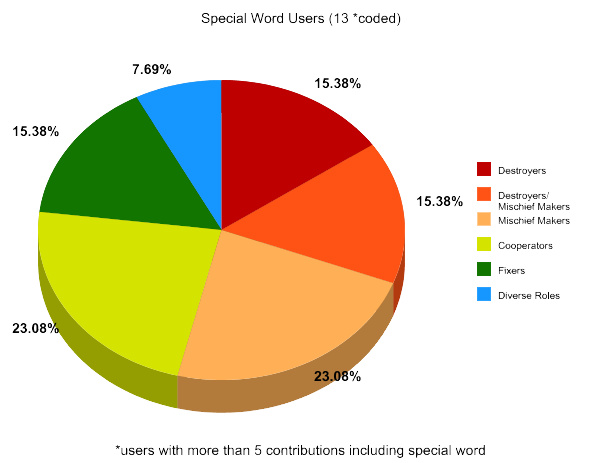 Special Word Users (13 *coded)
7.69%
15.38%
15.38%
15.38%
23.08%
23.08%
Destroyers
Destroyers/
Mischief Makers
Mischief Makers
Cooperators
Fixers
Diverse Roles
*users with more than 5 contributions including special word